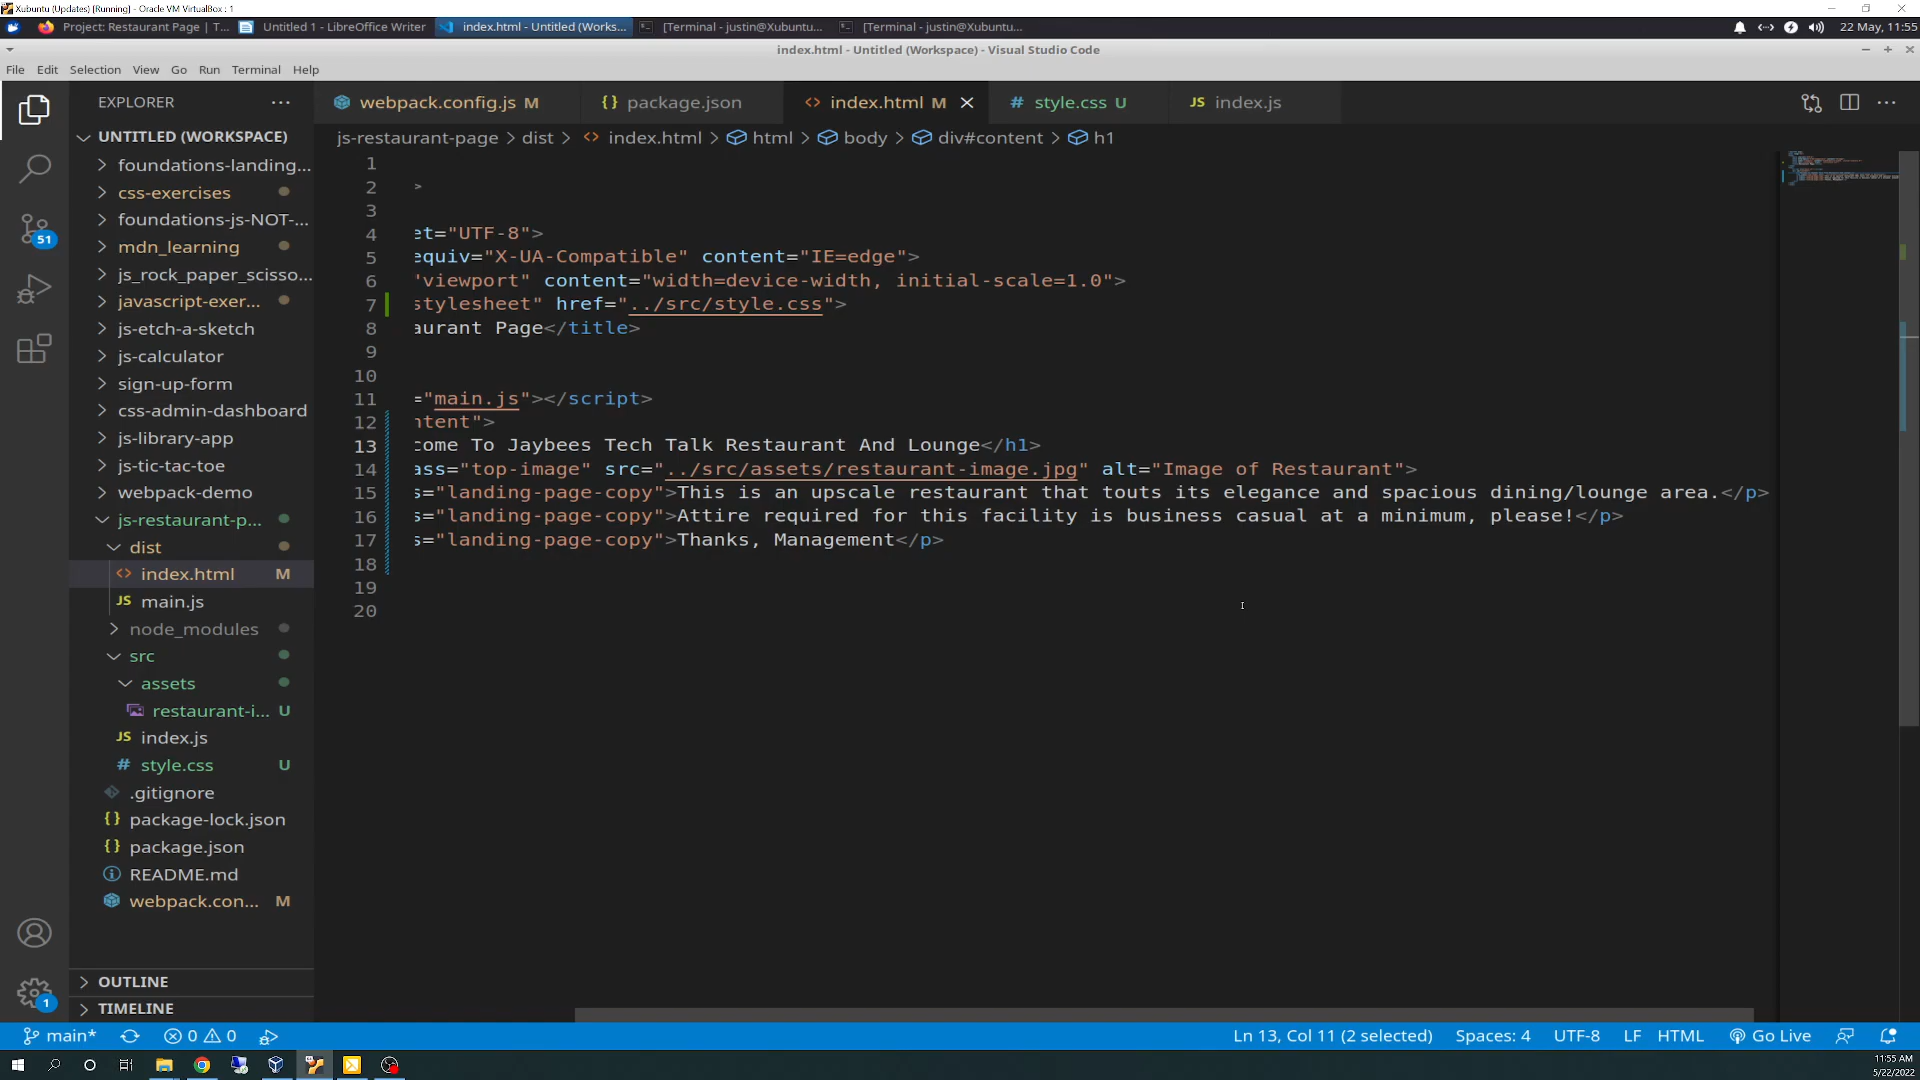 Xubuntu (Updates) [Running] - Oracle VM VirtualBox : 1
Project: Restaurant Page | T...
Untitled 1 - LibreOffice Writer
index.html - Untitled (Works...
[Terminal - justin@Xubuntu...
[Terminal - justin@Xubuntu...
22 May, 11:55
index.html - Untitled (Workspace) - Visual Studio Code
File Edit Selection View Go Run Terminal Help
EXPLORER
webpack.config.js M
{} package.json
<> index.html M
# style.css U
JS index.js
js-restaurant-page > dist > <> index.html > html > body > div#content > h1
UNTITLED (WORKSPACE)
foundations-landing...
css-exercises
foundations-js-NOT-...
mdn_learning
js_rock_paper_scisso...
javascript-exer...
js-etch-a-sketch
js-calculator
sign-up-form
css-admin-dashboard
js-library-app
js-tic-tac-toe
webpack-demo
js-restaurant-p...
dist
<> index.html M
JS main.js
node_modules
src
assets
restaurant-i... U
JS index.js
# style.css U
.gitignore
{} package-lock.json
{} package.json
README.md
webpack.con... M
OUTLINE
TIMELINE
51
1
1
2 >
3
4 et="UTF-8">
5 equiv="X-UA-Compatible" content="IE=edge">
6 "viewport" content="width=device-width, initial-scale=1.0">
7 stylesheet" href="../src/style.css">
8 aurant Page</title>
9
10
11 ="main.js"></script>
12 ntent">
13 come To Jaybees Tech Talk Restaurant And Lounge</h1>
14 ass="top-image" src="../src/assets/restaurant-image.jpg" alt="Image of Restaurant">
15 s="landing-page-copy">This is an upscale restaurant that touts its elegance and spacious dining/lounge area.</p>
16 s="landing-page-copy">Attire required for this facility is business casual at a minimum, please!</p>
17 s="landing-page-copy">Thanks, Management</p>
18
19
20
main* 0 0
Ln 13, Col 11 (2 selected) Spaces: 4 UTF-8 LF HTML Go Live
11:55 AM
5/22/2022